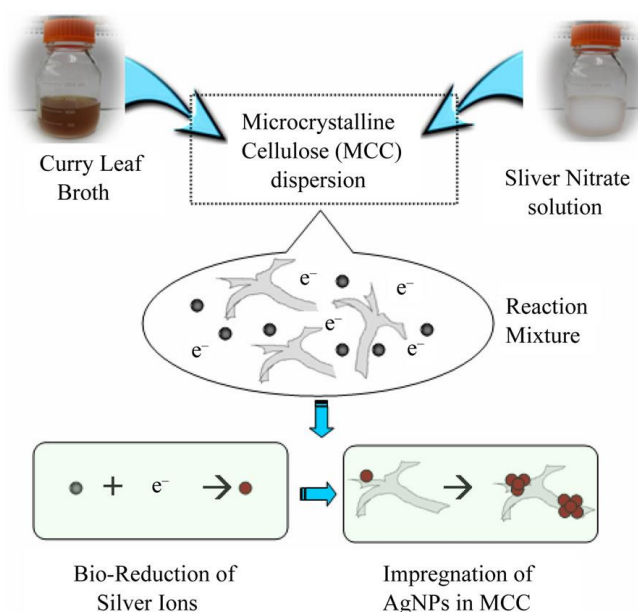 Curry Leaf
Broth
Microcrystalline
Cellulose (MCC)
dispersion
Sliver Nitrate
solution
e⁻
e⁻
e⁻
e⁻
e⁻
Reaction
Mixture
+ e⁻ →
→
Bio-Reduction of
Silver Ions
Impregnation of
AgNPs in MCC